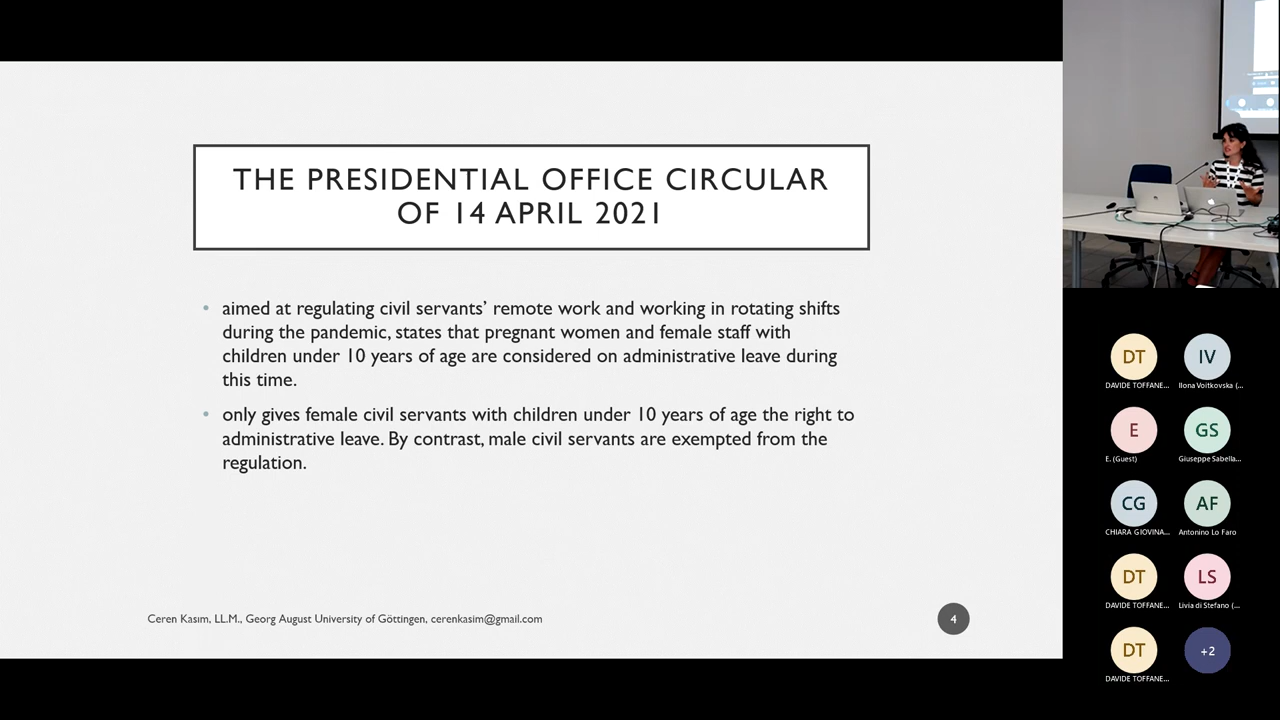 THE PRESIDENTIAL OFFICE CIRCULAR
OF 14 APRIL 2021
• aimed at regulating civil servants’ remote work and working in rotating shifts
during the pandemic, states that pregnant women and female staff with
children under 10 years of age are considered on administrative leave during
this time.
• only gives female civil servants with children under 10 years of age the right to
administrative leave. By contrast, male civil servants are exempted from the
regulation.
Ceren Kasım, LL.M., Georg August University of Göttingen, cerenkasim@gmail.com
4
DT
IV
DAVIDE TOFFANE...
Ilona Voitkovska (...
E
GS
E. (Guest)
Giuseppe Sabella...
CG
AF
CHIARA GIOVINA...
Antonino Lo Faro
DT
LS
DAVIDE TOFFANE...
Livia di Stefano (...
DT
+2
DAVIDE TOFFANE...